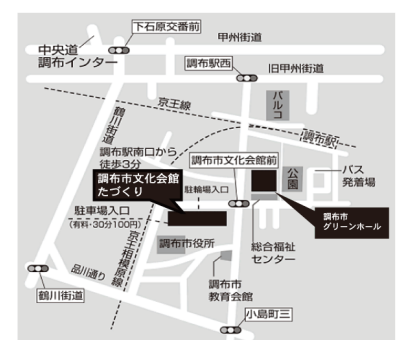 下石原交番前
甲州街道
中央道
調布インター
調布駅西
旧甲州街道
鶴川街道
京王線
パルコ
調布駅
調布駅南口から
徒歩3分
調布市文化会館前
調布市文化会館
たづくり
駐輪場入口
公園
バス
発着場
駐車場入口
(有料・30分100円)
調布市
グリーンホール
京王相模原線
調布市役所
総合福祉
センター
品川通り
調布市
教育会館
鶴川街道
小島町三